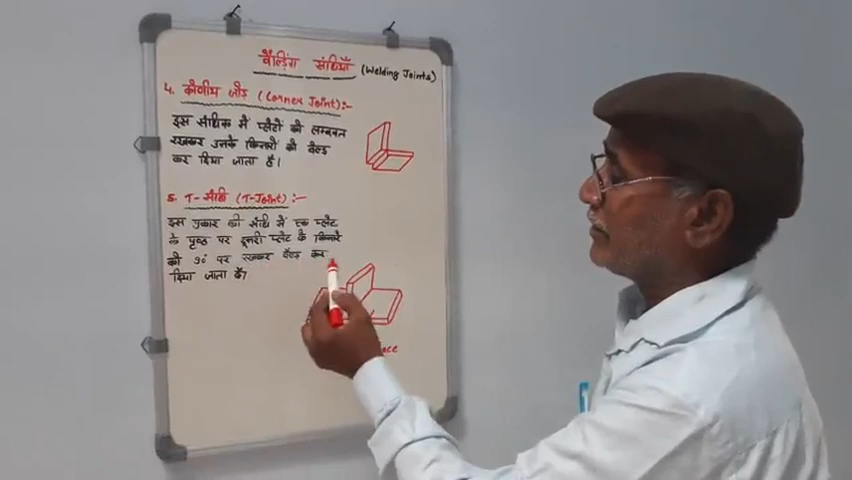 वैल्डिंग संधियाँ (Welding Joints)
4. कोणीय जोड़ (Corner Joint):-
इस संधिक में प्लेटों को लम्बवत
रखकर उनके किनारों को वैल्ड
कर दिया जाता है।
5. T-संधि (T-Joint):-
इस प्रकार की संधि में एक प्लेट
के पृष्ठ पर दूसरी प्लेट के किनारे
को 90° पर रखकर वैल्ड कर
दिया जाता है।